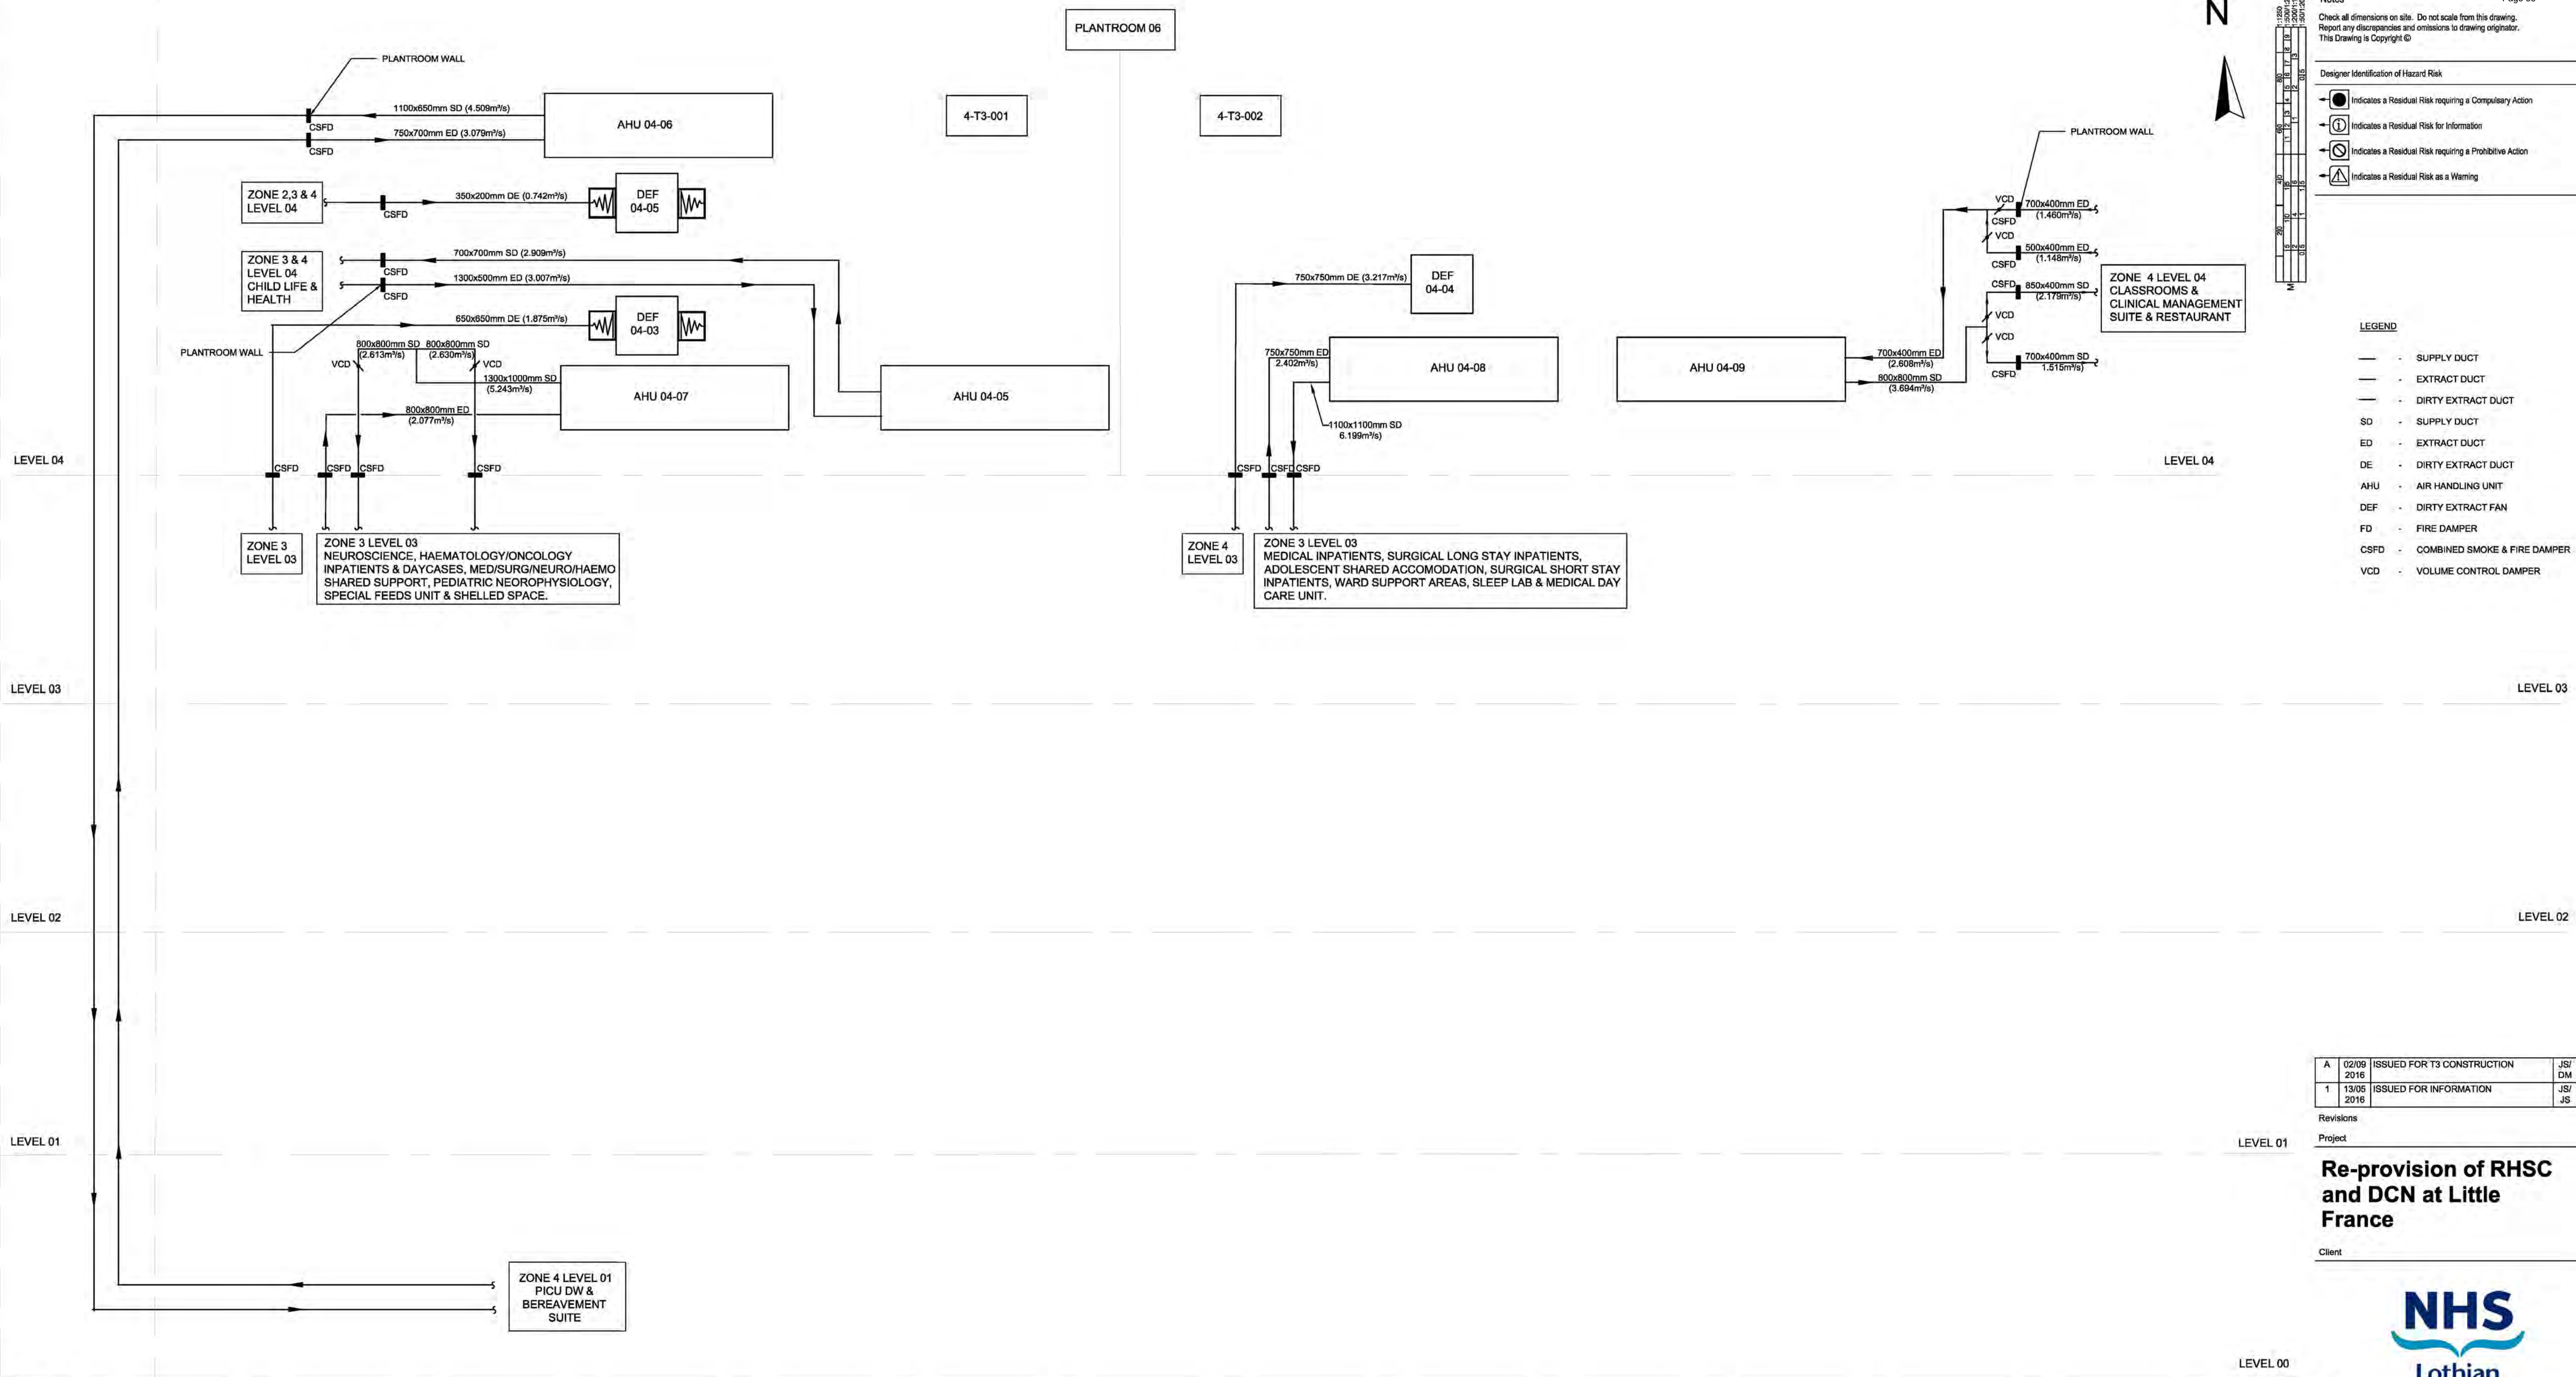 PLANTROOM 06
N
Notes
Check all dimensions on site. Do not scale from this drawing.
Report any discrepancies and omissions to drawing originator.
This Drawing is Copyright ©
Designer Identification of Hazard Risk
Indicates a Residual Risk requiring a Compulsary Action
Indicates a Residual Risk for Information
Indicates a Residual Risk requiring a Prohibitive Action
Indicates a Residual Risk as a Warning
PLANTROOM WALL
1100x650mm SD (4.509m³/s)
CSFD
750x700mm ED (3.079m³/s)
CSFD
AHU 04-06
4-T3-001
4-T3-002
ZONE 2,3 & 4
LEVEL 04
CSFD
350x200mm DE (0.742m³/s)
DEF
04-05
ZONE 3 & 4
LEVEL 04
CHILD LIFE &
HEALTH
700x700mm SD (2.909m³/s)
CSFD
1300x500mm ED (3.007m³/s)
CSFD
650x650mm DE (1.875m³/s)
DEF
04-03
PLANTROOM WALL
800x800mm SD
(2.613m³/s)
800x800mm SD
(2.630m³/s)
VCD
VCD
1300x1000mm SD
(5.243m³/s)
AHU 04-07
800x800mm ED
(2.077m³/s)
AHU 04-05
750x750mm DE (3.217m³/s)
DEF
04-04
750x750mm ED
2.402m³/s)
AHU 04-08
1100x1100mm SD
6.199m³/s)
AHU 04-09
700x400mm ED
(2.608m³/s)
800x800mm SD
(3.694m³/s)
PLANTROOM WALL
VCD
700x400mm ED
(1.460m³/s)
CSFD
VCD
500x400mm ED
(1.148m³/s)
CSFD
CSFD
850x400mm SD
(2.179m³/s)
VCD
VCD
700x400mm SD
1.515m³/s)
CSFD
ZONE 4 LEVEL 04
CLASSROOMS &
CLINICAL MANAGEMENT
SUITE & RESTAURANT
LEGEND
- SUPPLY DUCT
- EXTRACT DUCT
- DIRTY EXTRACT DUCT
SD - SUPPLY DUCT
ED - EXTRACT DUCT
DE - DIRTY EXTRACT DUCT
AHU - AIR HANDLING UNIT
DEF - DIRTY EXTRACT FAN
FD - FIRE DAMPER
CSFD - COMBINED SMOKE & FIRE DAMPER
VCD - VOLUME CONTROL DAMPER
LEVEL 04
LEVEL 04
CSFD
CSFD
CSFD
CSFD
CSFD
CSFD
CSFD
ZONE 3
LEVEL 03
ZONE 3 LEVEL 03
NEUROSCIENCE, HAEMATOLOGY/ONCOLOGY
INPATIENTS & DAYCASES, MED/SURG/NEURO/HAEMO
SHARED SUPPORT, PEDIATRIC NEOROPHYSIOLOGY,
SPECIAL FEEDS UNIT & SHELLED SPACE.
ZONE 4
LEVEL 03
ZONE 3 LEVEL 03
MEDICAL INPATIENTS, SURGICAL LONG STAY INPATIENTS,
ADOLESCENT SHARED ACCOMODATION, SURGICAL SHORT STAY
INPATIENTS, WARD SUPPORT AREAS, SLEEP LAB & MEDICAL DAY
CARE UNIT.
LEVEL 03
LEVEL 03
LEVEL 02
LEVEL 02
LEVEL 01
LEVEL 01
ZONE 4 LEVEL 01
PICU DW &
BEREAVEMENT
SUITE
LEVEL 00
A 02/09 2016 ISSUED FOR T3 CONSTRUCTION JS/ DM
1 13/05 2016 ISSUED FOR INFORMATION JS/ JS
Revisions
Project
Re-provision of RHSC
and DCN at Little
France
Client
NHS
Lothian